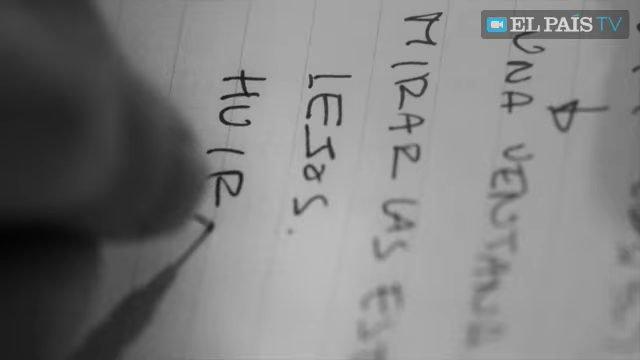 EL PAÍS TV
UNA VENTANA
MIRAR LAS
LEJOS.
HUIR